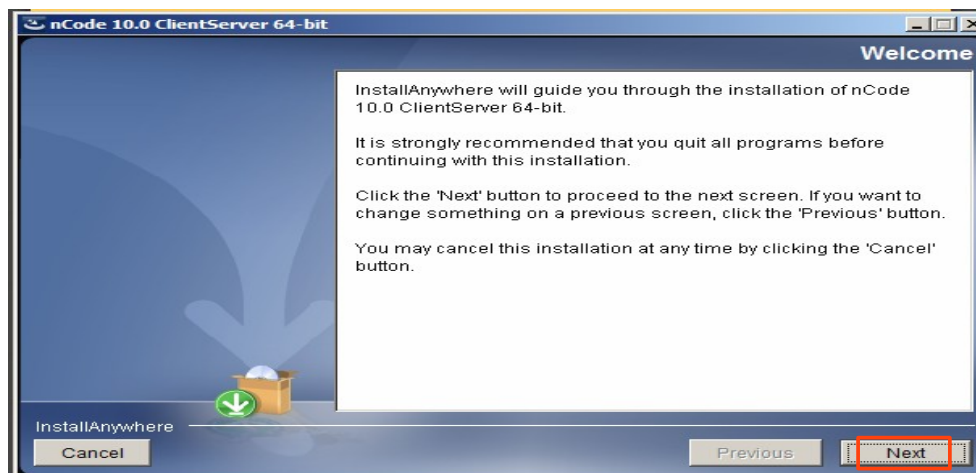 nCode 10.0 ClientServer 64-bit
Welcome
InstallAnywhere will guide you through the installation of nCode
10.0 ClientServer 64-bit.
It is strongly recommended that you quit all programs before
continuing with this installation.
Click the 'Next' button to proceed to the next screen. If you want to
change something on a previous screen, click the 'Previous' button.
You may cancel this installation at any time by clicking the 'Cancel'
button.
InstallAnywhere
Cancel
Previous
Next